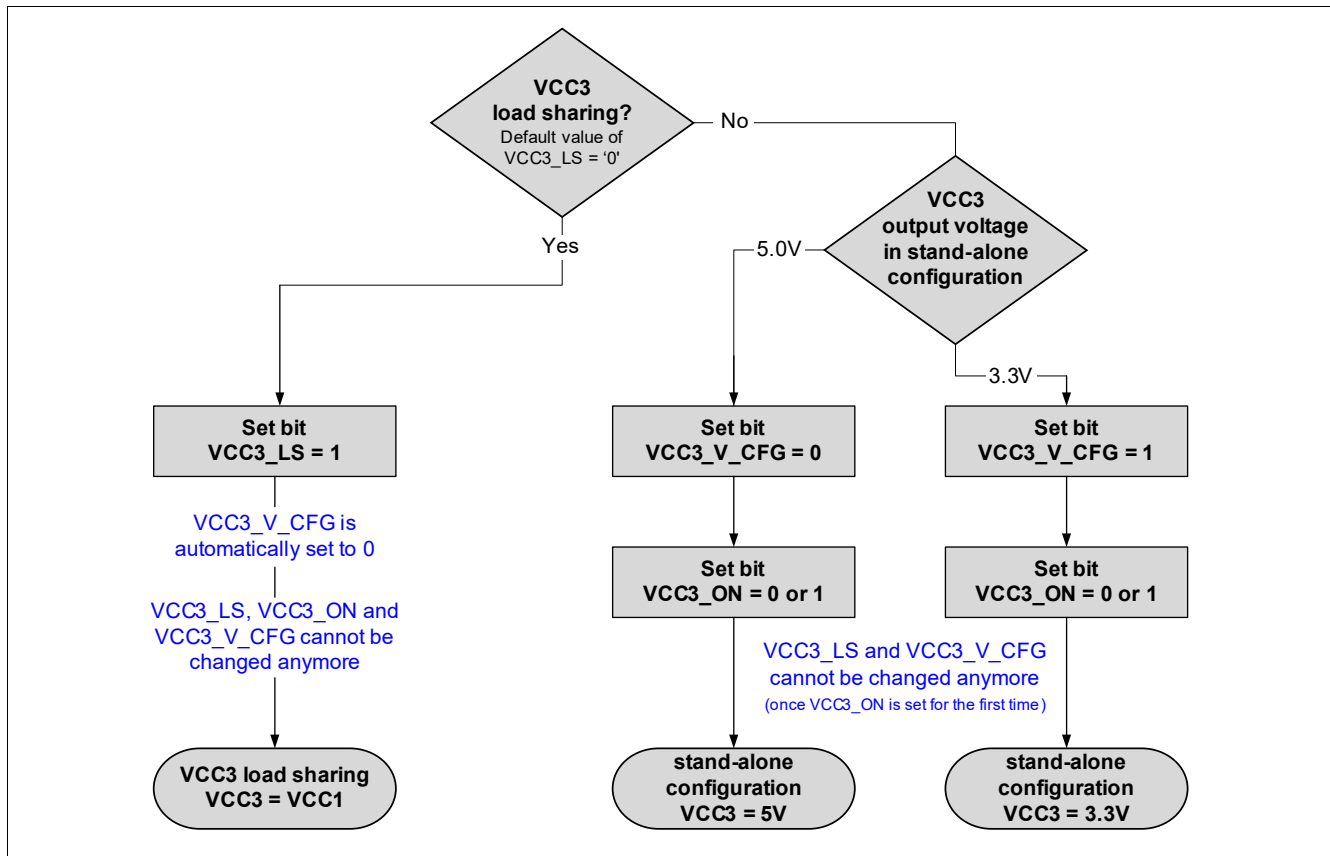 VCC3
load sharing?
Default value of
VCC3_LS = ‘0'
No
Yes
VCC3
output voltage
in stand-alone
configuration
5.0V
3.3V
Set bit
VCC3_LS = 1
Set bit
VCC3_V_CFG = 0
Set bit
VCC3_V_CFG = 1
VCC3_V_CFG is
automatically set to 0
Set bit
VCC3_ON = 0 or 1
Set bit
VCC3_ON = 0 or 1
VCC3_LS, VCC3_ON and
VCC3_V_CFG cannot be
changed anymore
VCC3_LS and VCC3_V_CFG
cannot be changed anymore
(once VCC3_ON is set for the first time)
VCC3 load sharing
VCC3 = VCC1
stand-alone
configuration
VCC3 = 5V
stand-alone
configuration
VCC3 = 3.3V